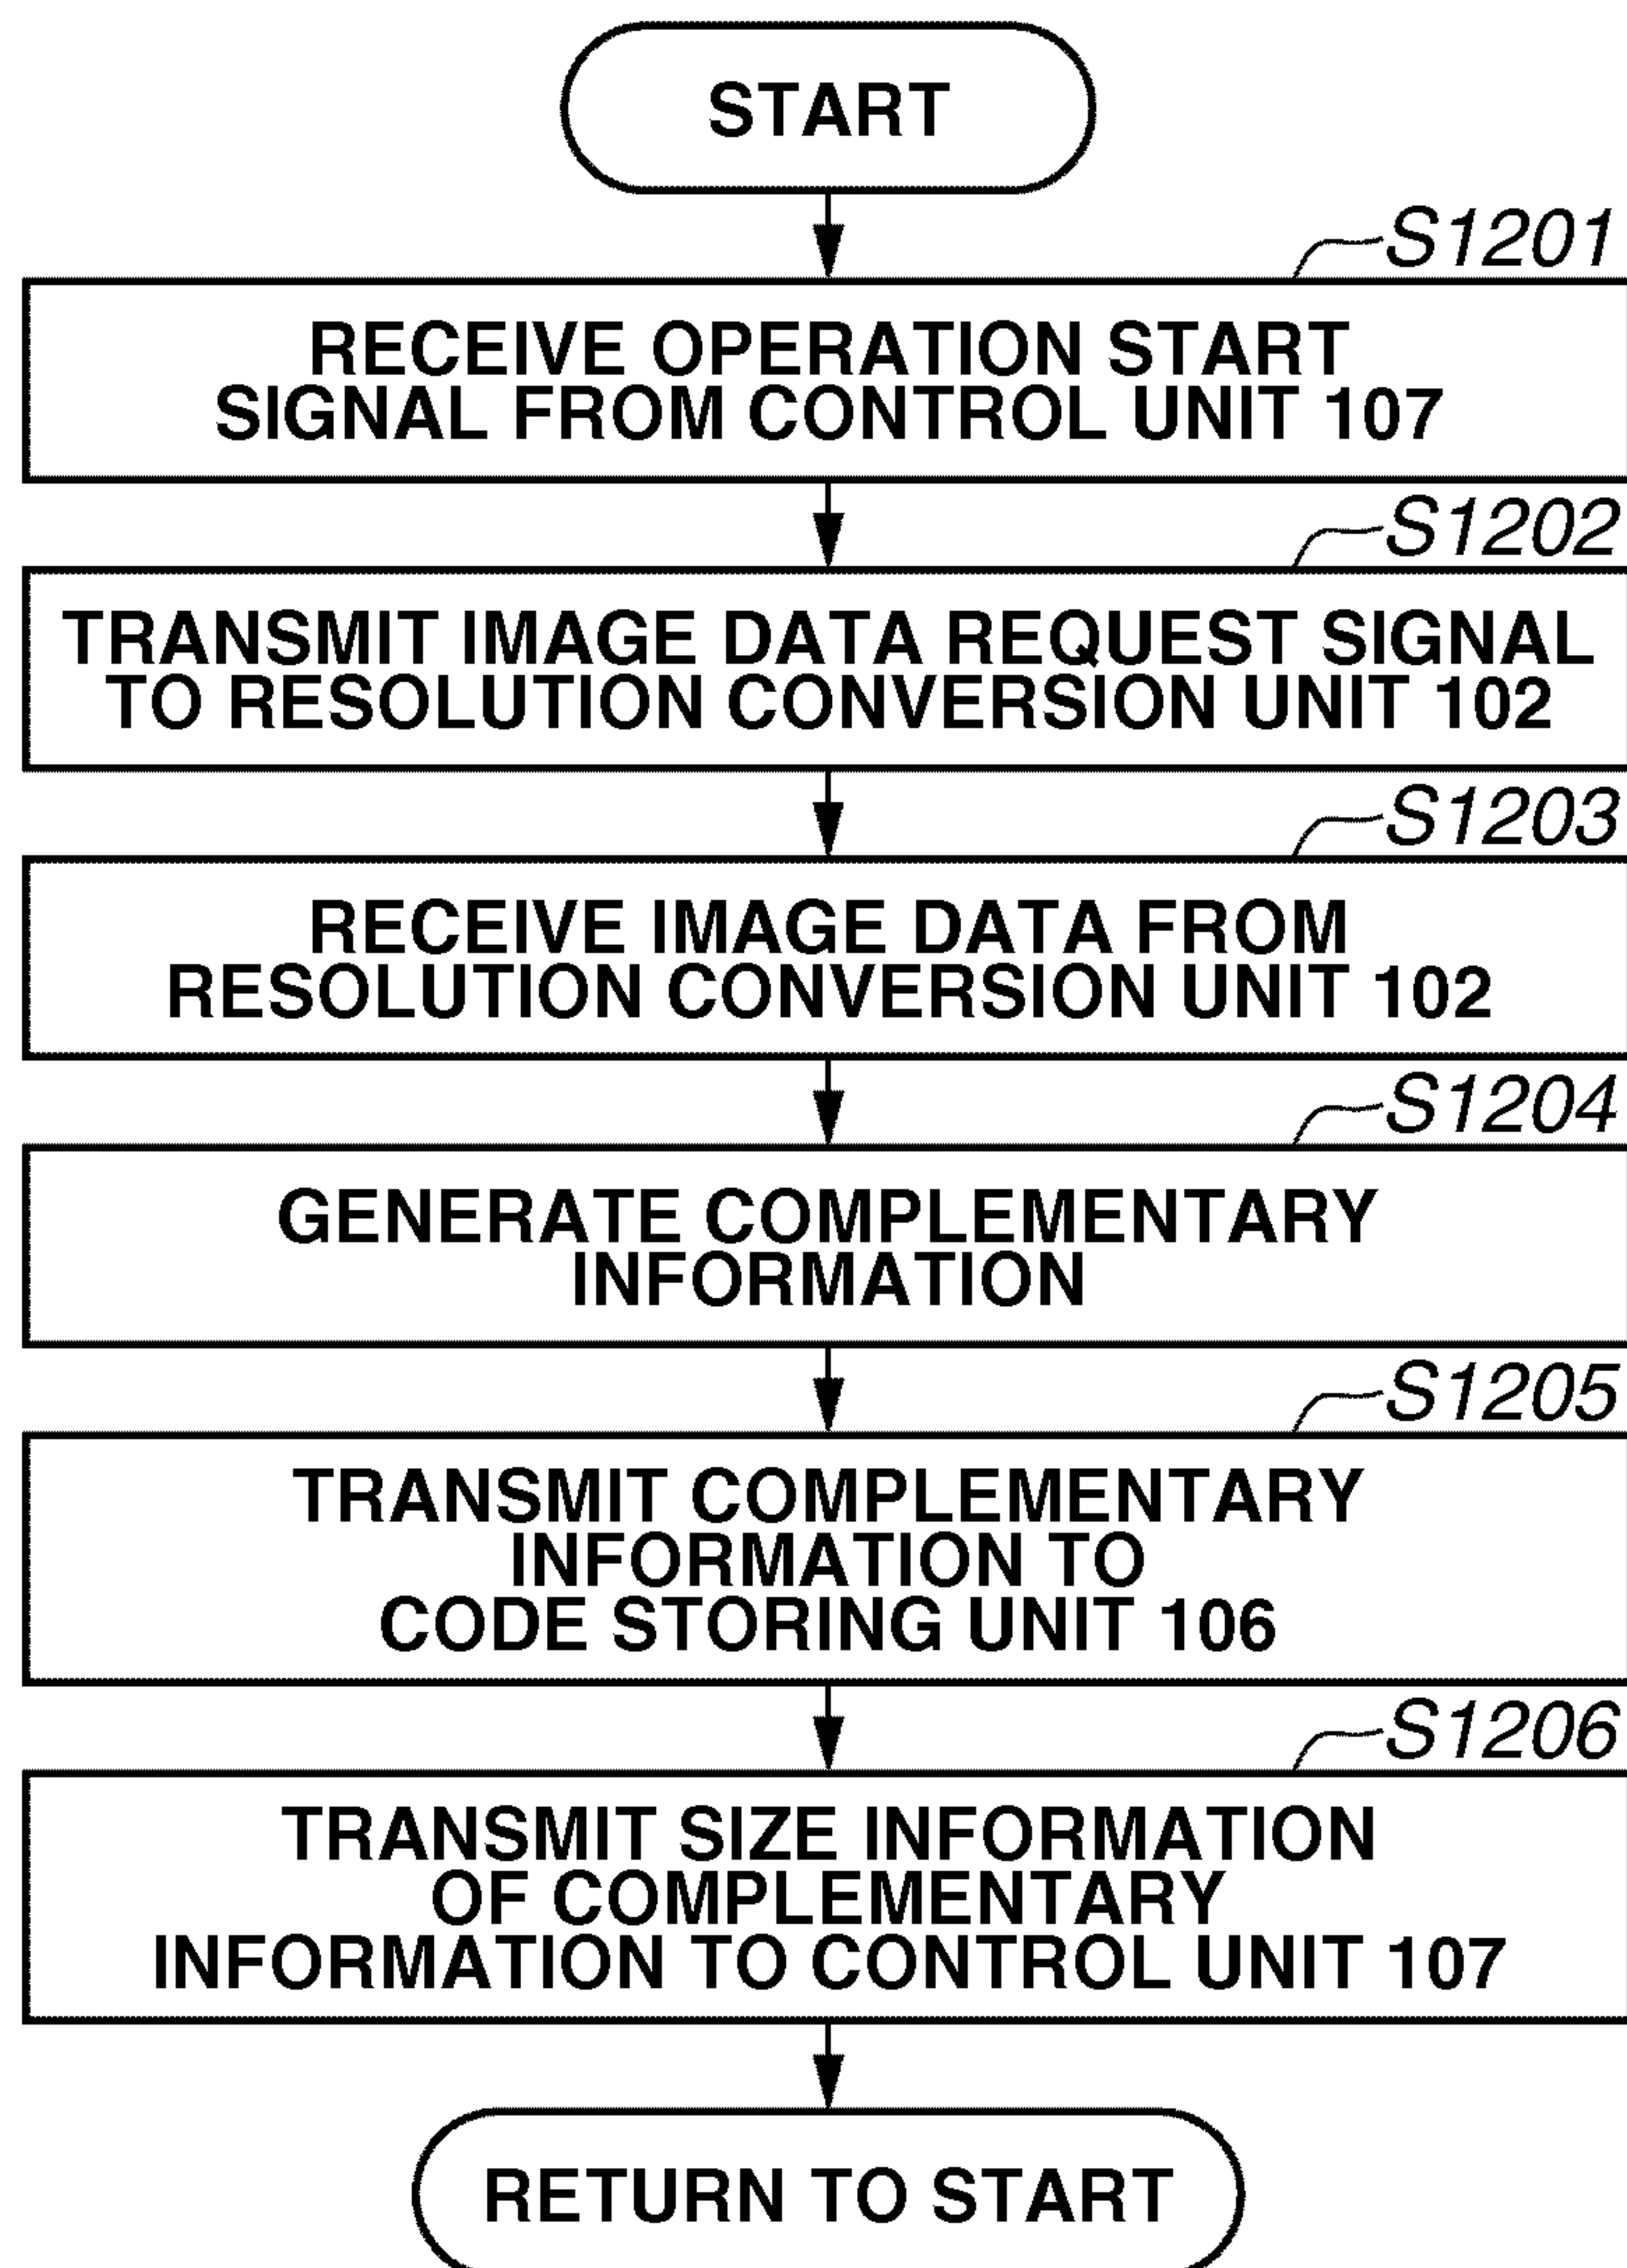 START
S1201
RECEIVE OPERATION START
SIGNAL FROM CONTROL UNIT 107
S1202
TRANSMIT IMAGE DATA REQUEST SIGNAL
TO RESOLUTION CONVERSION UNIT 102
S1203
RECEIVE IMAGE DATA FROM
RESOLUTION CONVERSION UNIT 102
S1204
GENERATE COMPLEMENTARY
INFORMATION
S1205
TRANSMIT COMPLEMENTARY
INFORMATION TO
CODE STORING UNIT 106
S1206
TRANSMIT SIZE INFORMATION
OF COMPLEMENTARY
INFORMATION TO CONTROL UNIT 107
RETURN TO START